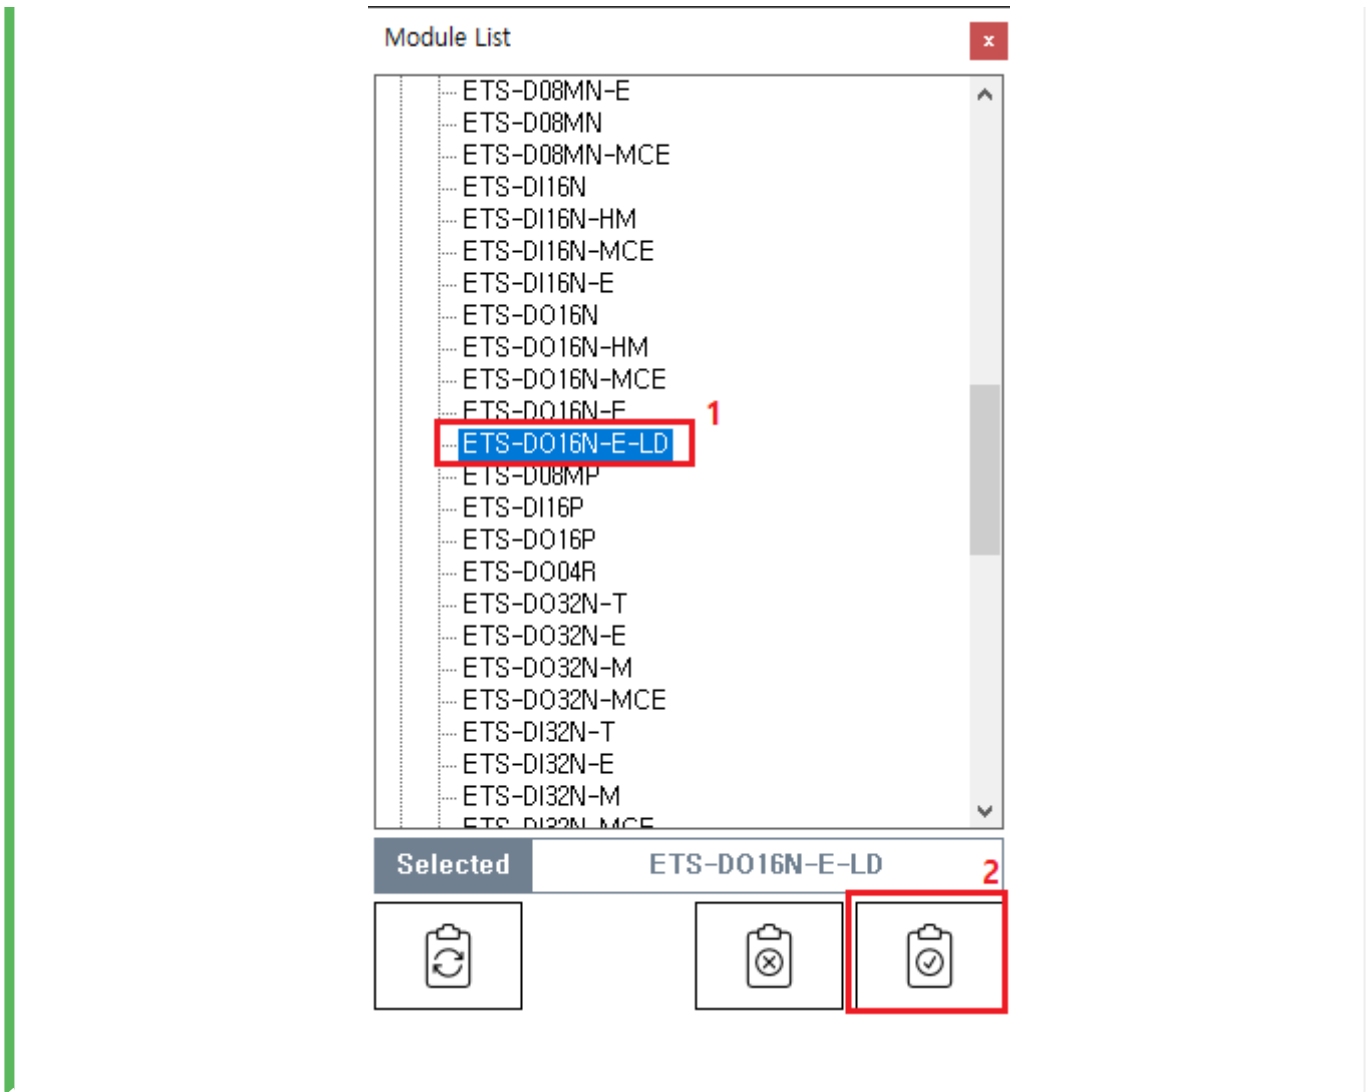 Module List
x
ETS-D08MN-E
ETS-D08MN
ETS-D08MN-MCE
ETS-DI16N
ETS-DI16N-HM
ETS-DI16N-MCE
ETS-DI16N-E
ETS-DO16N
ETS-DO16N-HM
ETS-DO16N-MCE
ETS-DO16N-E
1
ETS-DO16N-E-LD
ETS-D08MP
ETS-DI16P
ETS-DO16P
ETS-DO04R
ETS-DO32N-T
ETS-DO32N-E
ETS-DO32N-M
ETS-DO32N-MCE
ETS-DI32N-T
ETS-DI32N-E
ETS-DI32N-M
ETS-DI32N-MCE
Selected ETS-DO16N-E-LD
2